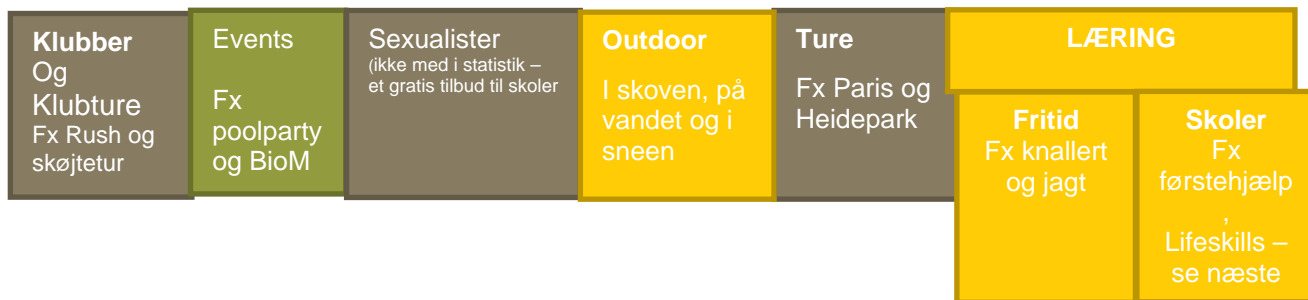 Klubber
Og
Klubture
Fx Rush og
skøjtetur
Events
Fx
poolparty
og BioM
Sexualister
(ikke med i statistik –
et gratis tilbud til skoler
Outdoor
I skoven, på
vandet og i
sneen
Ture
Fx Paris og
Heidepark
LÆRING
Fritid
Fx knallert
og jagt
Skoler
Fx
førstehjælp
,
Lifeskills –
se næste